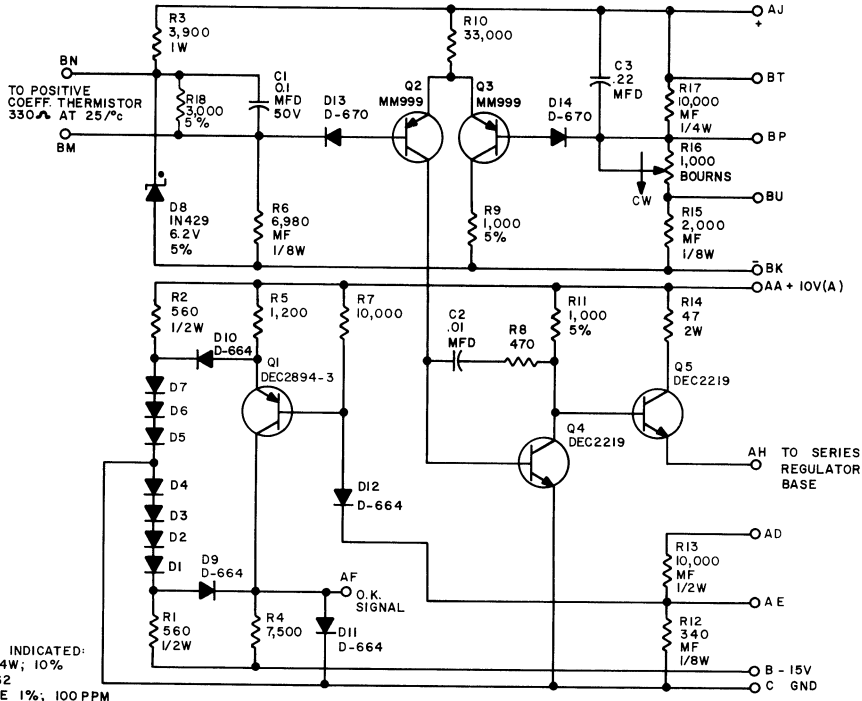 R3
3,900
1W
R10
33,000
AJ
+
BN
TO POSITIVE
COEFF. THERMISTOR
330Ω AT 25/°C
BM
R18
3,000
5%
C1
0.1
MFD
50V
D13
D-670
Q2
MM999
Q3
MM999
D14
D-670
C3
.22
MFD
BT
R17
10,000
MF
1/4W
BP
R16
1,000
BOURNS
CW
BU
D8
1N429
6.2V
5%
R6
6,980
MF
1/8W
R9
1,000
5%
R15
2,000
MF
1/8W
-
BK
AA + 10V(A)
R2
560
1/2W
R5
1,200
R7
10,000
C2
.01
MFD
R8
470
R11
1,000
5%
R14
47
2W
D10
D-664
Q1
DEC2894-3
Q5
DEC2219
D7
D6
D5
Q4
DEC2219
AH TO SERIES
REGULATOR
BASE
D4
D3
D2
D1
D12
D-664
AD
R13
10,000
MF
1/2W
D9
D-664
AF
O.K.
SIGNAL
AE
R1
560
1/2W
R4
7,500
D11
D-664
R12
340
MF
1/8W
INDICATED:
4W; 10%
62
E 1%; 100 PPM
B - 15V
C GND